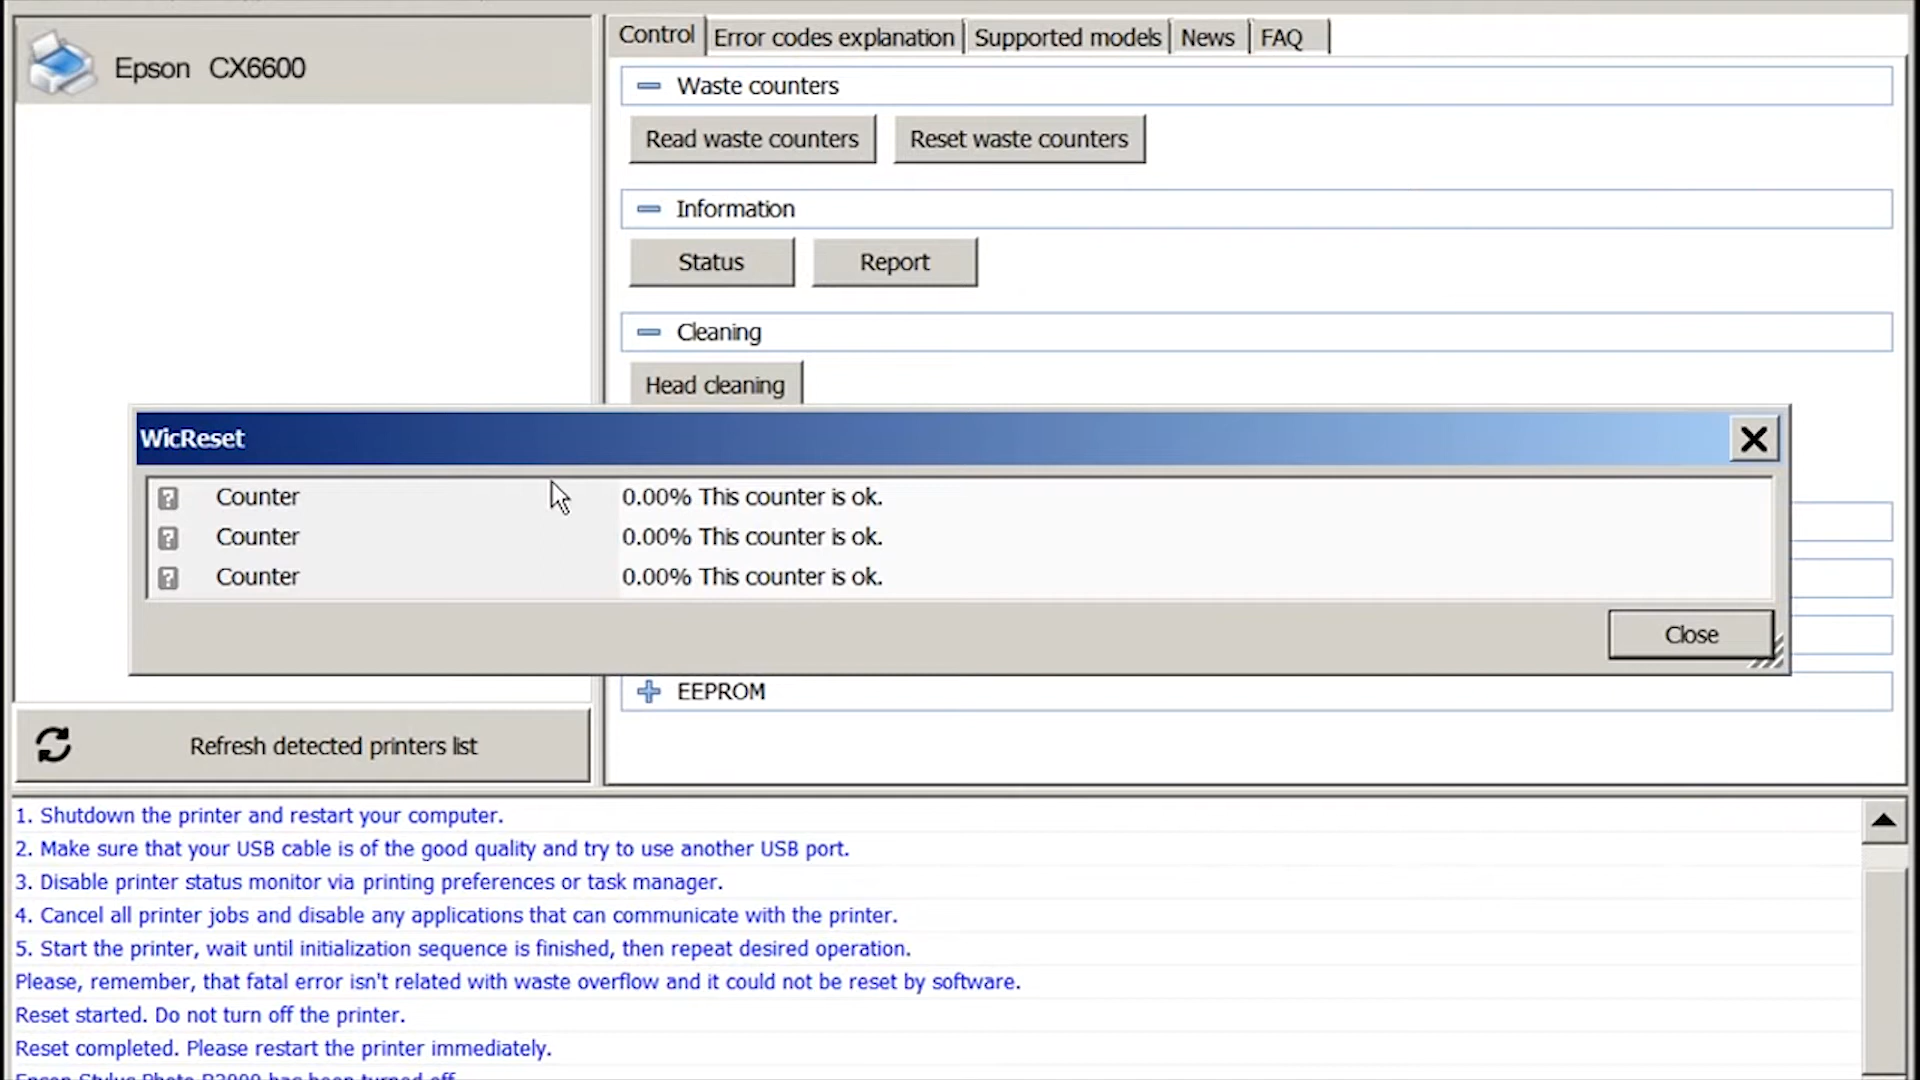 Epson CX6600
Control
Error codes explanation
Supported models
News
FAQ
Waste counters
Read waste counters
Reset waste counters
Information
Status
Report
Cleaning
Head cleaning
WicReset
Counter 0.00% This counter is ok.
Counter 0.00% This counter is ok.
Counter 0.00% This counter is ok.
Close
EEPROM
Refresh detected printers list
1. Shutdown the printer and restart your computer.
2. Make sure that your USB cable is of the good quality and try to use another USB port.
3. Disable printer status monitor via printing preferences or task manager.
4. Cancel all printer jobs and disable any applications that can communicate with the printer.
5. Start the printer, wait until initialization sequence is finished, then repeat desired operation.
Please, remember, that fatal error isn't related with waste overflow and it could not be reset by software.
Reset started. Do not turn off the printer.
Reset completed. Please restart the printer immediately.
Epson Stylus Photo has been turned off